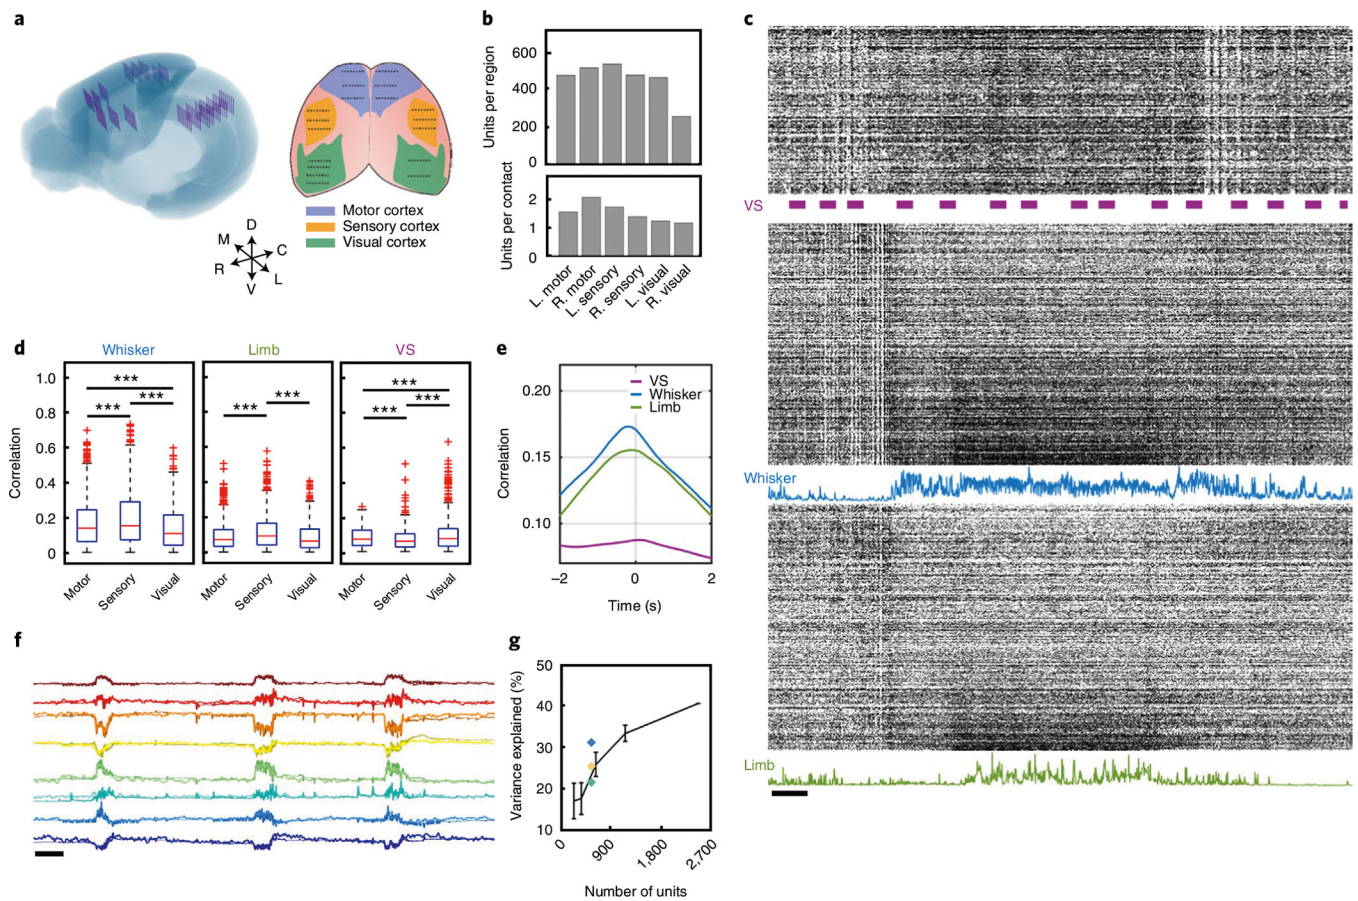 a
D
M
C
R
L
V
Motor cortex
Sensory cortex
Visual cortex
b
Units per region
600
400
200
0
Units per contact
2
1
0
L. motor
R. motor
L. sensory
R. sensory
L. visual
R. visual
c
VS
Whisker
Limb
d
Whisker
Limb
VS
Correlation
1.0
0.8
0.6
0.4
0.2
0
***
***
***
***
***
***
***
***
Motor
Sensory
Visual
Motor
Sensory
Visual
Motor
Sensory
Visual
e
Correlation
0.20
0.15
0.10
VS
Whisker
Limb
–2
0
2
Time (s)
f
g
Variance explained (%)
50
40
30
20
10
0
900
1,800
2,700
Number of units